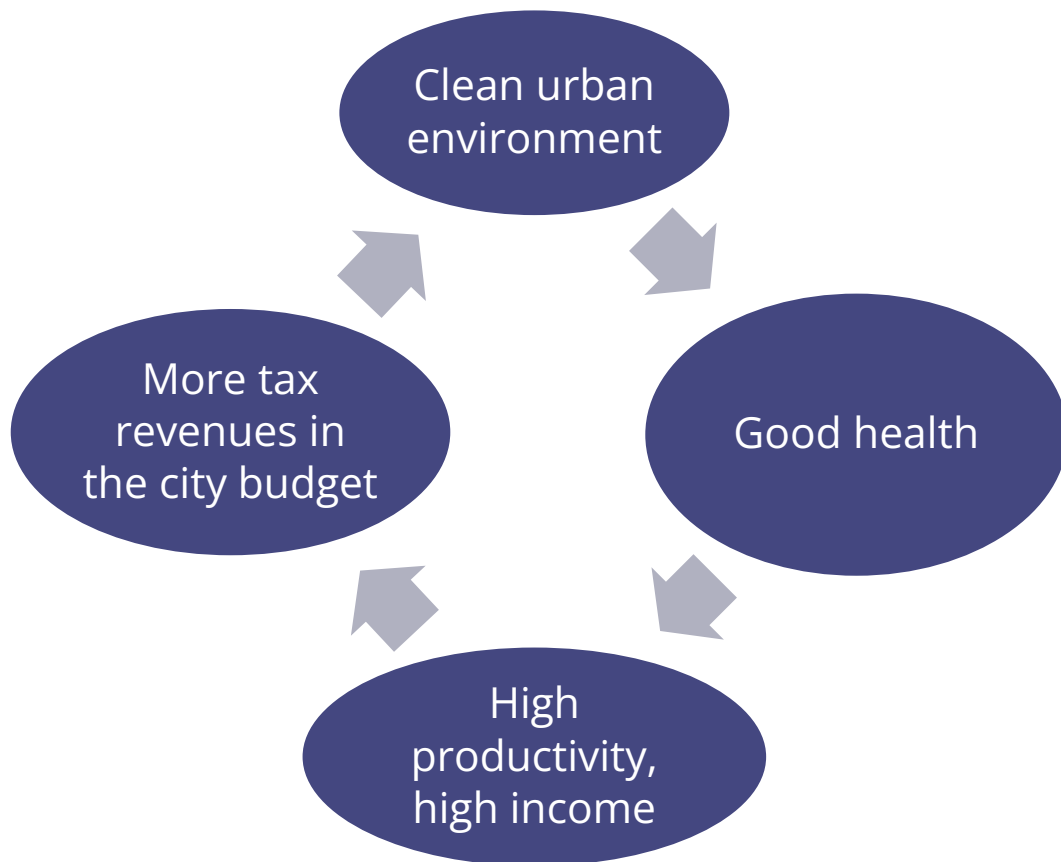 Clean urban
environment
Good health
High
productivity,
high income
More tax
revenues in
the city budget